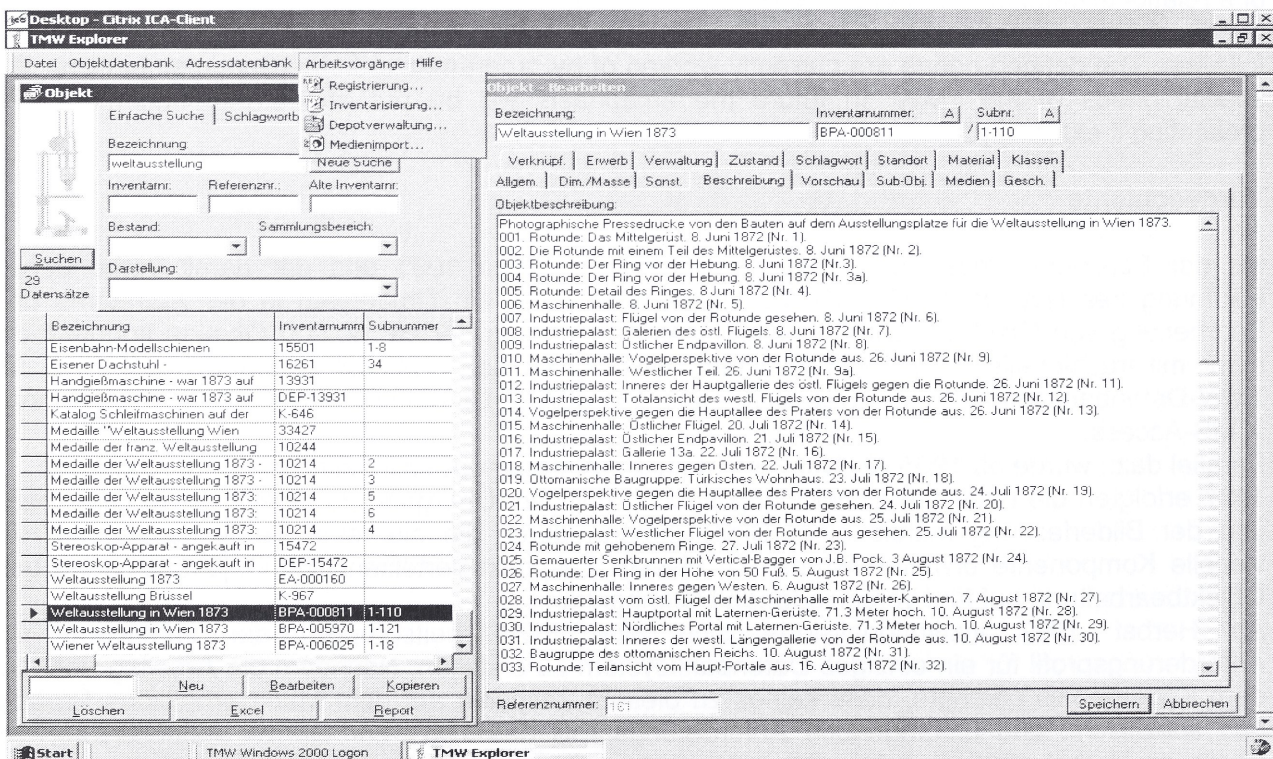 Desktop - Citrix ICA-Client
TMW Explorer
Datei Objektdatenbank Adressdatenbank Arbeitsvorgänge Hilfe
Registrierung...
Inventarisierung...
Depotverwaltung...
Medienimport...
Objekt
Einfache Suche Schlagwortb
Bezeichnung
weltausstellung Neue Suche
Inventarnr.: Referenznr.: Alte Inventarnr:
Bestand: Sammlungsbereich:
Suchen
Darstellung:
29
Datensätze
Bezeichnung Inventarnumm Subnummer
Eisenbahn-Modellschienen 15501 1-8
Eiserner Dachstuhl - 16261 34
Handgießmaschine - war 1873 auf 13931
Handgießmaschine - war 1873 auf DEP-13931
Katalog Schleifmaschinen auf der K-646
Medaille "Weltausstellung Wien 33427
Medaille der franz. Weltausstellung 10244
Medaille der Weltausstellung 1873 - 10214 2
Medaille der Weltausstellung 1873 - 10214 3
Medaille der Weltausstellung 1873: 10214 5
Medaille der Weltausstellung 1873: 10214 6
Medaille der Weltausstellung 1873: 10214 4
Stereoskop-Apparat - angekauft in 15472
Stereoskop-Apparat - angekauft in DEP-15472
Weltausstellung 1873 EA-000160
Weltausstellung Brüssel K-967
Weltausstellung in Wien 1873 BPA-000811 1-110
Weltausstellung in Wien 1873 BPA-005970 1-121
Wiener Weltausstellung 1873 BPA-006025 1-18
Neu Bearbeiten Kopieren
Löschen Excel Report
Objekt - Bearbeiten
Bezeichnung: Inventarnummer: A Subnr: A
Weltausstellung in Wien 1873 BPA-000811 / 1-110
Verknüpf. Erwerb Verwaltung Zustand Schlagwort Standort Material Klassen
Allgem. Dim./Masse Sonst. Beschreibung Vorschau Sub-Obj. Medien Gesch.
Objektbeschreibung:
Photographische Pressedrucke von den Bauten auf dem Ausstellungsplatze für die Weltausstellung in Wien 1873.
001. Rotunde: Das Mittelgerüst. 8. Juni 1872 (Nr. 1).
002. Die Rotunde mit einem Teil des Mittelgerüstes. 8. Juni 1872 (Nr. 2).
003. Rotunde: Der Ring vor der Hebung. 8. Juni 1872 (Nr.3).
004. Rotunde: Der Ring vor der Hebung. 8. Juni 1872 (Nr. 3a).
005. Rotunde: Detail des Ringes. 8 Juni 1872 (Nr. 4).
006. Maschinenhalle. 8. Juni 1872 (Nr. 5).
007. Industriepalast: Flügel von der Rotunde gesehen. 8. Juni 1872 (Nr. 6).
008. Industriepalast: Galerien des östl. Flügels. 8. Juni 1872 (Nr. 7).
009. Industriepalast: Östlicher Endpavillon. 8. Juni 1872 (Nr. 8).
010. Maschinenhalle: Vogelperspektive von der Rotunde aus. 26. Juni 1872 (Nr. 9).
011. Maschinenhalle: Westlicher Teil. 26. Juni 1872 (Nr. 9a).
012. Industriepalast: Inneres der Hauptgallerie des östl. Flügels gegen die Rotunde. 26. Juni 1872 (Nr. 11).
013. Industriepalast: Totalansicht des westl. Flügels von der Rotunde aus. 26. Juni 1872 (Nr. 12).
014. Vogelperspektive gegen die Hauptallee des Praters von der Rotunde aus. 26. Juni 1872 (Nr. 13).
015. Maschinenhalle: Östlicher Flügel. 20. Juli 1872 (Nr. 14).
016. Industriepalast: Östlicher Endpavillon. 21. Juli 1872 (Nr. 15).
017. Industriepalast: Gallerie 13a. 22. Juli 1872 (Nr. 16).
018. Maschinenhalle: Inneres gegen Osten. 22. Juli 1872 (Nr. 17).
019. Ottomanische Baugruppe: Türkisches Wohnhaus. 23. Juli 1872 (Nr. 18).
020. Vogelperspektive gegen die Hauptallee des Praters von der Rotunde aus. 24. Juli 1872 (Nr. 19).
021. Industriepalast: Östlicher Flügel von der Rotunde gesehen. 24. Juli 1872 (Nr. 20).
022. Maschinenhalle: Vogelperspektive von der Rotunde aus. 25. Juli 1872 (Nr. 21).
023. Industriepalast: Westlicher Flügel von der Rotunde aus gesehen. 25. Juli 1872 (Nr. 22).
024. Rotunde mit gehobenem Ringe. 27. Juli 1872 (Nr. 23).
025. Gemauerter Senkbrunnen mit Vertical-Bagger von J.B. Pock. 3 August 1872 (Nr. 24).
026. Rotunde: Der Ring in der Höhe von 50 Fuß. 5. August 1872 (Nr. 25).
027. Maschinenhalle: Inneres gegen Westen. 6. August 1872 (Nr. 26).
028. Industriepalast vom östl. Flügel der Maschinenhalle mit Arbeiter-Kantinen. 7. August 1872 (Nr. 27).
029. Industriepalast: Hauptportal mit Laternen-Gerüste. 71.3 Meter hoch. 10. August 1872 (Nr. 28).
030. Industriepalast: Nördliches Portal mit Laternen-Gerüste. 71.3 Meter hoch. 10. August 1872 (Nr. 29).
031. Industriepalast: Inneres der westl. Längengallerie von der Rotunde aus. 10. August 1872 (Nr. 30).
032. Baugruppe des ottomanischen Reichs. 10. August 1872 (Nr. 31).
033. Rotunde: Teilansicht vom Haupt-Portale aus. 16. August 1872 (Nr. 32).
Referenznummer: 161 Speichern Abbrechen
Start TMW Windows 2000 Logon TMW Explorer